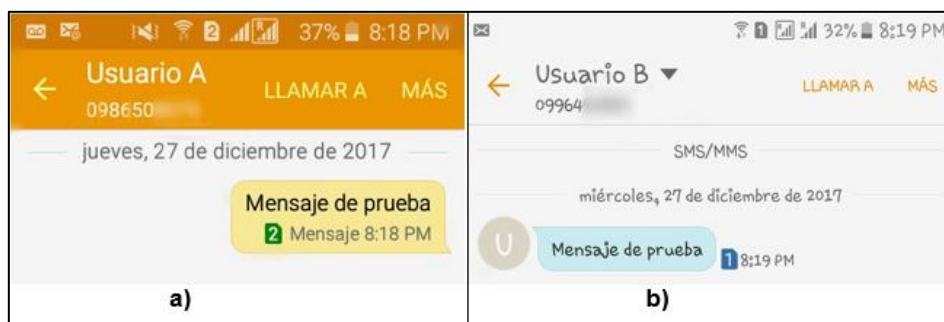 37% 8:18 PM
Usuario A
098650
LLAMAR A MÁS
jueves, 27 de diciembre de 2017
Mensaje de prueba
2 Mensaje 8:18 PM
a)
32% 8:19 PM
Usuario B
09964
LLAMAR A MÁS
SMS/MMS
miércoles, 27 de diciembre de 2017
U
Mensaje de prueba
1 8:19 PM
b)